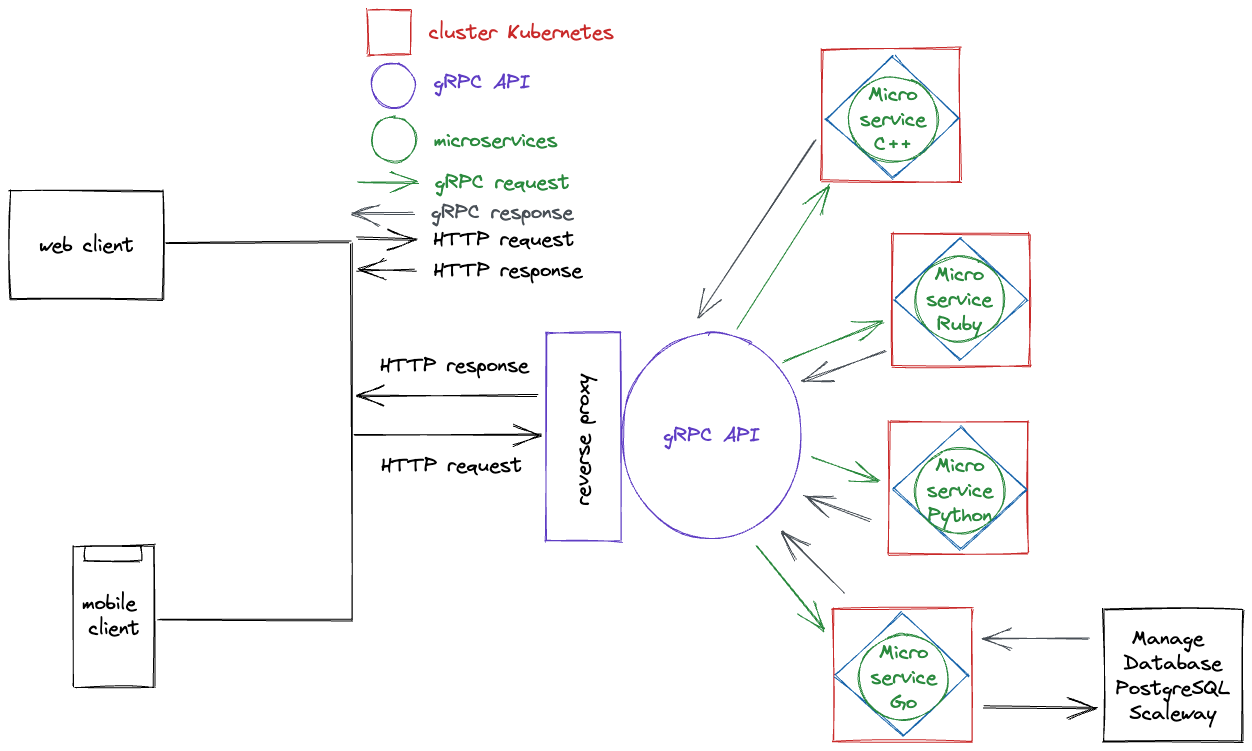 cluster Kubernetes
gRPC API
microservices
gRPC request
gRPC response
HTTP request
HTTP response
web client
mobile
client
HTTP response
HTTP request
reverse proxy
gRPC API
Micro
service
C++
Micro
service
Ruby
Micro
service
Python
Micro
service
Go
Manage
Database
PostgreSQL
Scaleway